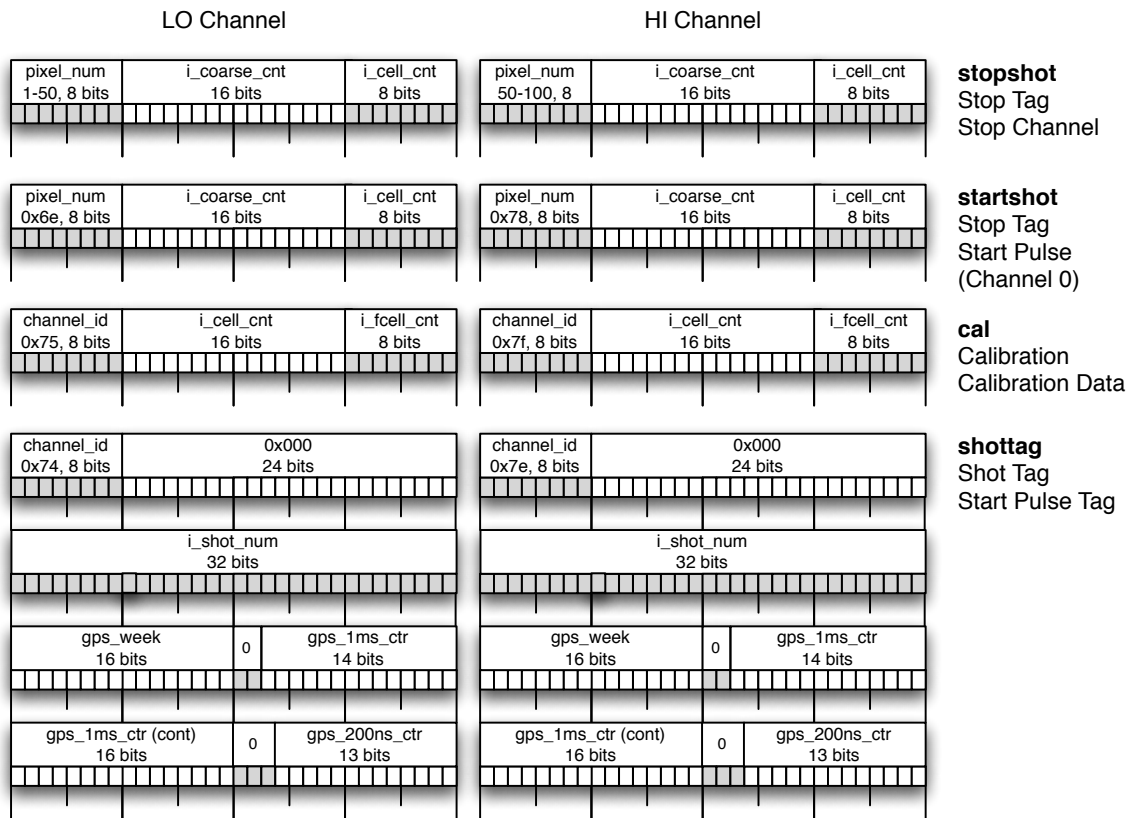 LO Channel
HI Channel
pixel_num
1-50, 8 bits
i_coarse_cnt
16 bits
i_cell_cnt
8 bits
pixel_num
50-100, 8
i_coarse_cnt
16 bits
i_cell_cnt
8 bits
stopshot
Stop Tag
Stop Channel
pixel_num
0x6e, 8 bits
i_coarse_cnt
16 bits
i_cell_cnt
8 bits
pixel_num
0x78, 8 bits
i_coarse_cnt
16 bits
i_cell_cnt
8 bits
startshot
Stop Tag
Start Pulse
(Channel 0)
channel_id
0x75, 8 bits
i_cell_cnt
16 bits
i_fcell_cnt
8 bits
channel_id
0x7f, 8 bits
i_cell_cnt
16 bits
i_fcell_cnt
8 bits
cal
Calibration
Calibration Data
channel_id
0x74, 8 bits
0x000
24 bits
channel_id
0x7e, 8 bits
0x000
24 bits
shottag
Shot Tag
Start Pulse Tag
i_shot_num
32 bits
i_shot_num
32 bits
gps_week
16 bits
0
gps_1ms_ctr
14 bits
gps_week
16 bits
0
gps_1ms_ctr
14 bits
gps_1ms_ctr (cont)
16 bits
0
gps_200ns_ctr
13 bits
gps_1ms_ctr (cont)
16 bits
0
gps_200ns_ctr
13 bits